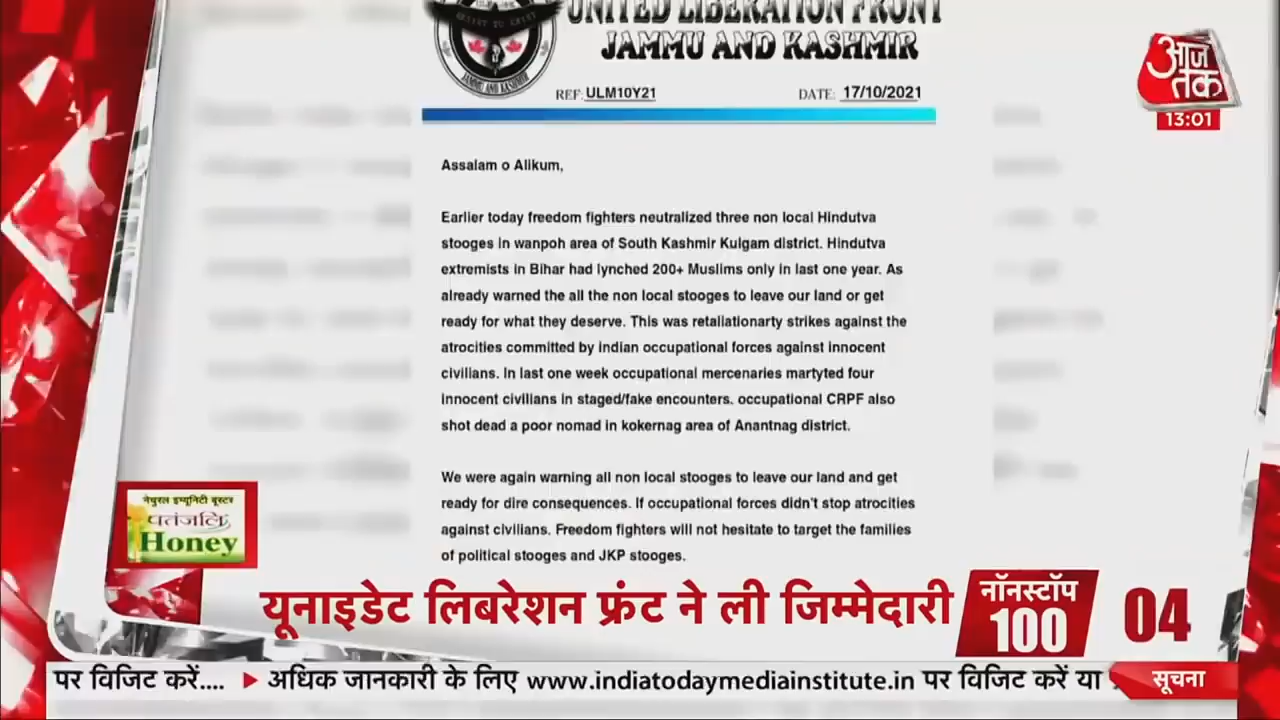 UNITED LIBERATION FRONT
JAMMU AND KASHMIR
JAMMU AND KASHMIR
REF: ULM10Y21
DATE: 17/10/2021
आज तक
13:01
Assalam o Alikum,
Earlier today freedom fighters neutralized three non local Hindutva
stooges in wanpoh area of South Kashmir Kulgam district. Hindutva
extremists in Bihar had lynched 200+ Muslims only in last one year. As
already warned the all the non local stooges to leave our land or get
ready for what they deserve. This was retaliationarty strikes against the
atrocities committed by indian occupational forces against innocent
civilians. In last one week occupational mercenaries martyted four
innocent civilians in staged/fake encounters. occupational CRPF also
shot dead a poor nomad in kokernag area of Anantnag district.
We were again warning all non local stooges to leave our land and get
ready for dire consequences. If occupational forces didn't stop atrocities
against civilians. Freedom fighters will not hesitate to target the families
of political stooges and JKP stooges.
नेचुरल इम्युनिटी बूस्टर
पतंजलि
Honey
यूनाइडेट लिबरेशन फ्रंट ने ली जिम्मेदारी
नॉनस्टॉप
100
04
पर विजिट करें.... अधिक जानकारी के लिए www.indiatodaymediainstitute.in पर विजिट करें या
सूचना